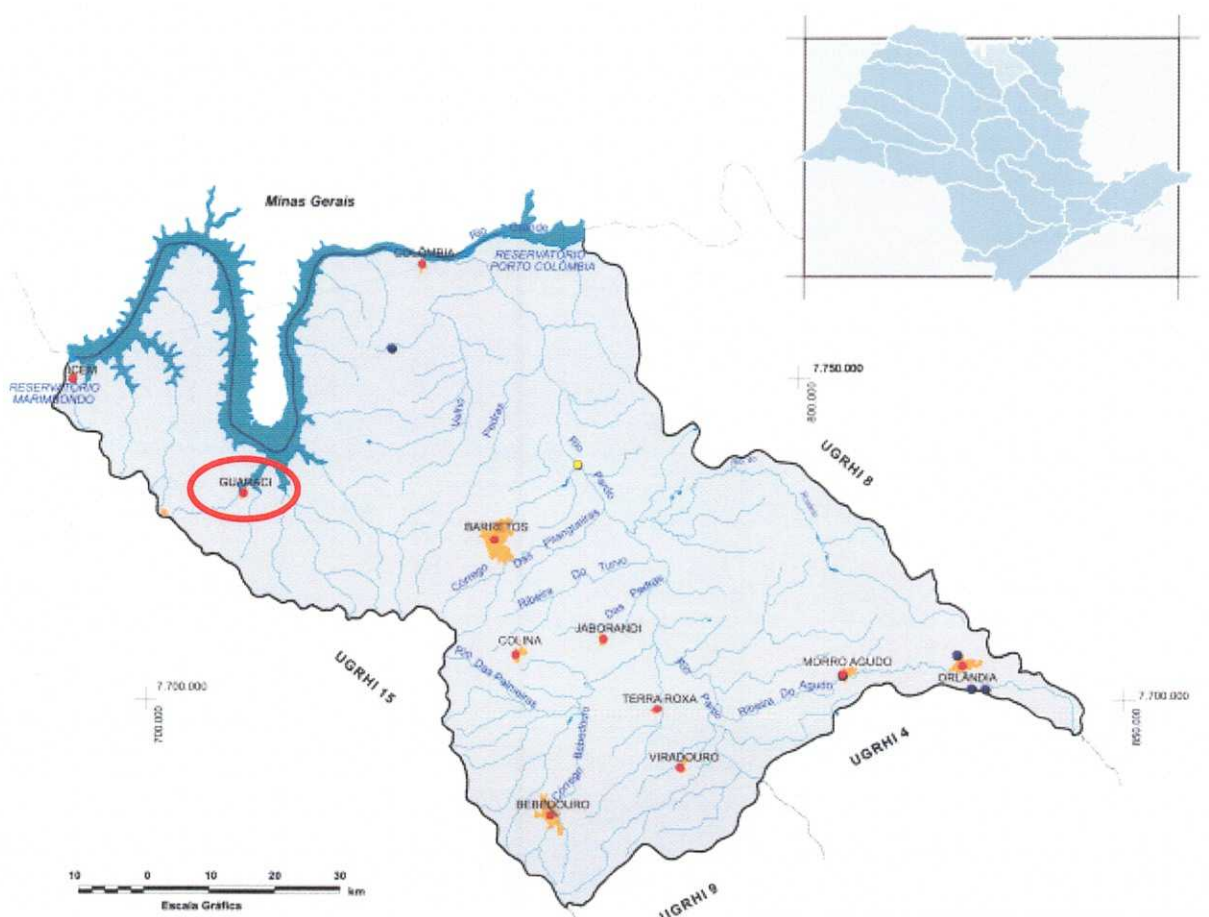 Minas Gerais
Rio Grande
COLÔMBIA
RESERVATÓRIO
PORTO COLÔMBIA
ICEM
RESERVATÓRIO
MARIMBONDO
7.750.000
800.000
Velho
Pedras
Rio Pardo
UGRHI 8
GUARACI
BARRETOS
Córrego Das Pitangueiras
Ribeira Do Turvo
Das Pedras
JABORANDI
COLINA
Rio Das Palmeiras
UGRHI 15
MORRO AGUDO
ORLÂNDIA
Rio Pardo
Ribeira Do Agudo
TERRA ROXA
7.700.000
700.000
7.700.000
850.000
VIRADOURO
UGRHI 4
Córrego Bebedouro
BEBEDOURO
UGRHI 9
10 0 10 20 30
km
Escala Gráfica